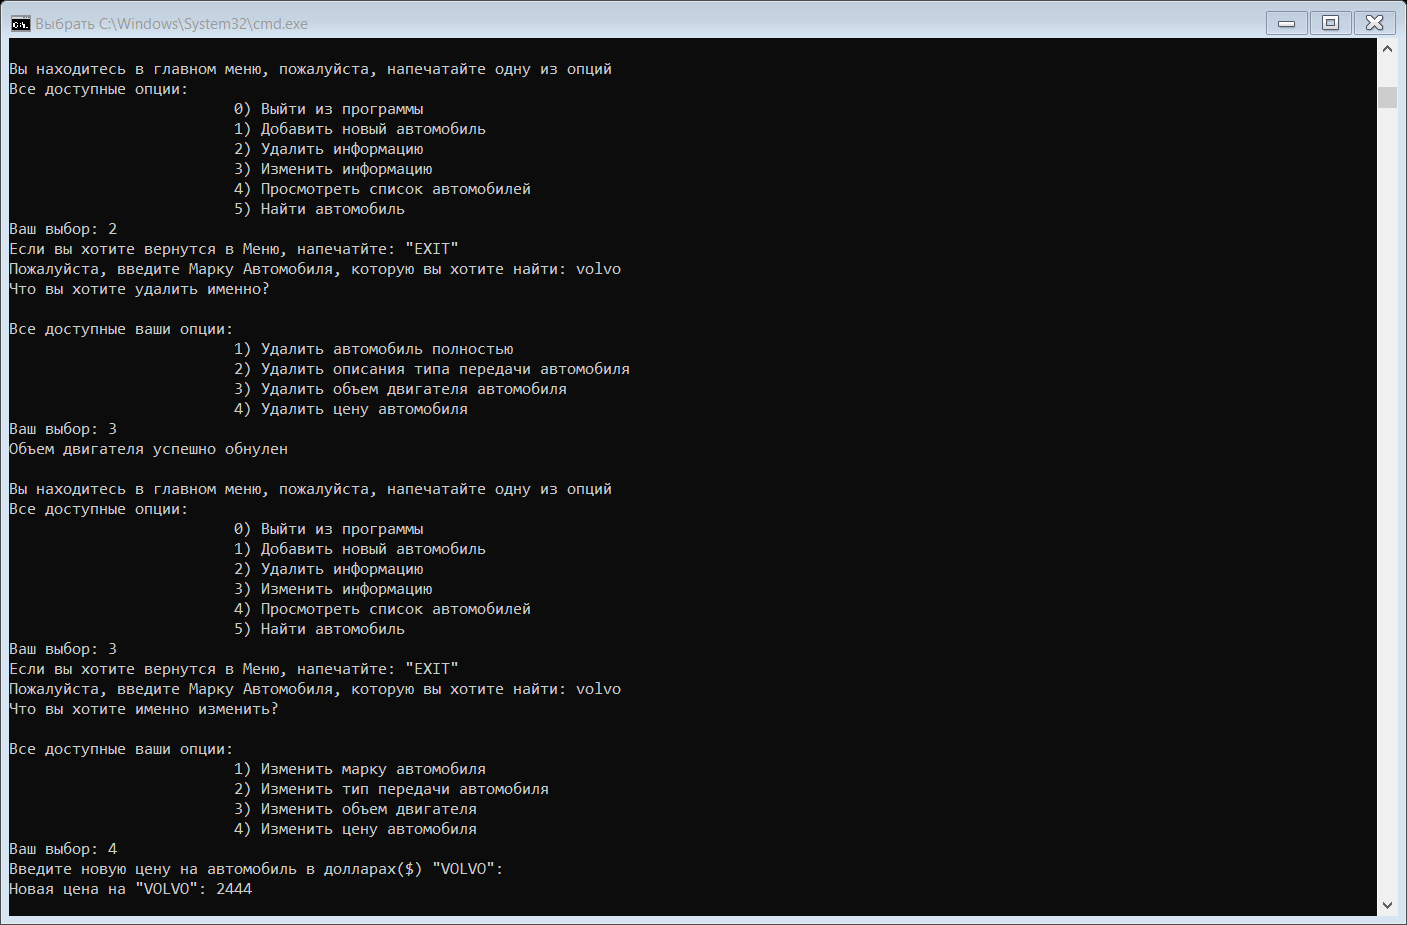 Выбрать C:\Windows\System32\cmd.exe
Вы находитесь в главном меню, пожалуйста, напечатайте одну из опций
Все доступные опции:
0) Выйти из программы
1) Добавить новый автомобиль
2) Удалить информацию
3) Изменить информацию
4) Просмотреть список автомобилей
5) Найти автомобиль
Ваш выбор: 2
Если вы хотите вернутся в Меню, напечатйте: "EXIT"
Пожалуйста, введите Марку Автомобиля, которую вы хотите найти: volvo
Что вы хотите удалить именно?
Все доступные ваши опции:
1) Удалить автомобиль полностью
2) Удалить описания типа передачи автомобиля
3) Удалить объем двигателя автомобиля
4) Удалить цену автомобиля
Ваш выбор: 3
Объем двигателя успешно обнулен
Вы находитесь в главном меню, пожалуйста, напечатайте одну из опций
Все доступные опции:
0) Выйти из программы
1) Добавить новый автомобиль
2) Удалить информацию
3) Изменить информацию
4) Просмотреть список автомобилей
5) Найти автомобиль
Ваш выбор: 3
Если вы хотите вернутся в Меню, напечатйте: "EXIT"
Пожалуйста, введите Марку Автомобиля, которую вы хотите найти: volvo
Что вы хотите именно изменить?
Все доступные ваши опции:
1) Изменить марку автомобиля
2) Изменить тип передачи автомобиля
3) Изменить объем двигателя
4) Изменить цену автомобиля
Ваш выбор: 4
Введите новую цену на автомобиль в долларах($) "VOLVO":
Новая цена на "VOLVO": 2444